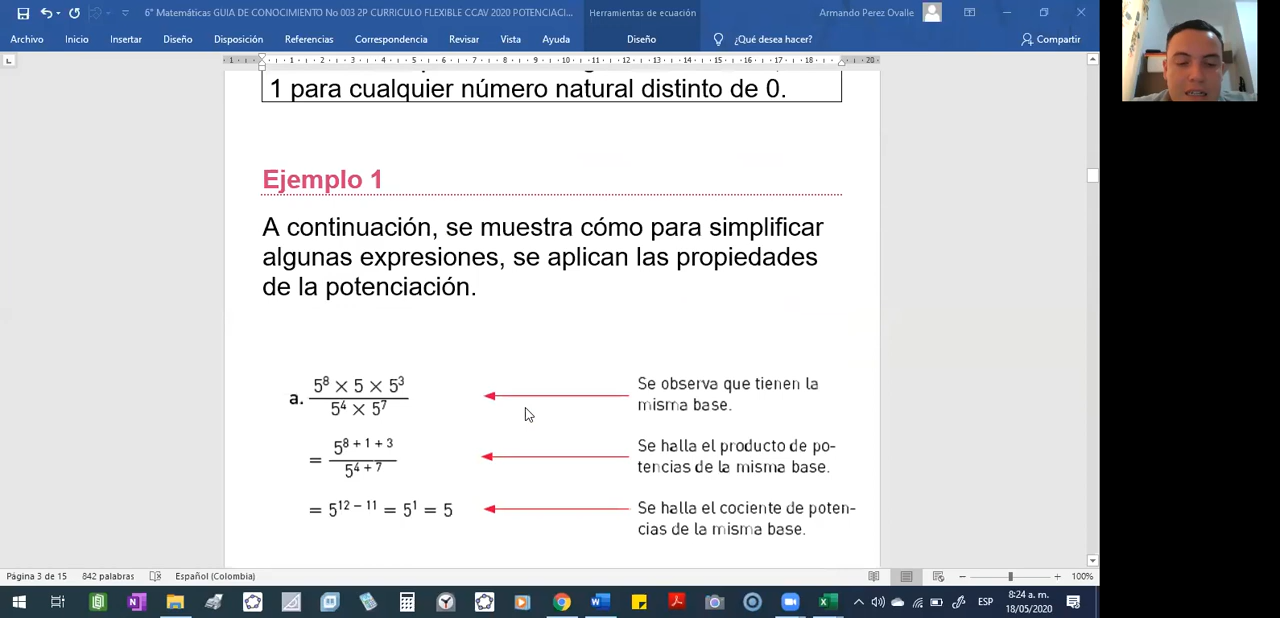 6° Matemáticas GUIA DE CONOCIMIENTO No 003 2P CURRICULO FLEXIBLE CCAV 2020 POTENCIACI... Herramientas de ecuación Armando Perez Ovalle
Archivo Inicio Insertar Diseño Disposición Referencias Correspondencia Revisar Vista Ayuda Diseño ¿Qué desea hacer? Compartir
1 para cualquier número natural distinto de 0.
Ejemplo 1
A continuación, se muestra cómo para simplificar
algunas expresiones, se aplican las propiedades
de la potenciación.
a. (5⁸ × 5 × 5³) / (5⁴ × 5⁷)
Se observa que tienen la
misma base.
= 5^(8 + 1 + 3) / 5^(4 + 7)
Se halla el producto de po-
tencias de la misma base.
= 5^(12 − 11) = 5¹ = 5
Se halla el cociente de poten-
cias de la misma base.
Página 3 de 15 842 palabras Español (Colombia) 100%
ESP 8:24 a. m.
18/05/2020